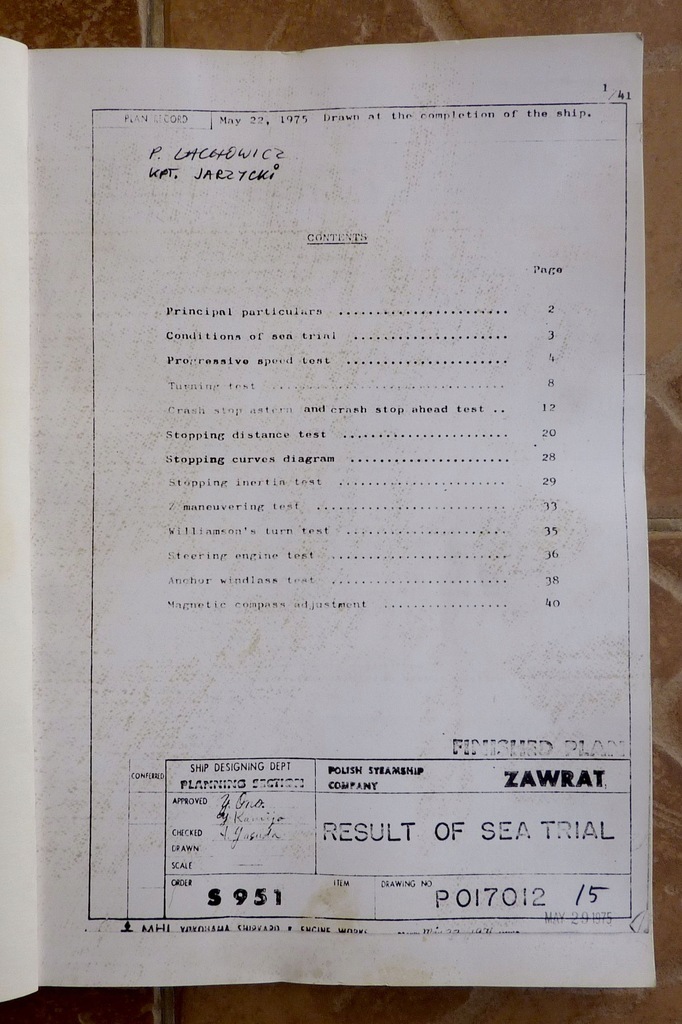 1/41
PLAN RECORD May 22, 1975 Drawn at the completion of the ship.
P. LACHOWICZ
KPT. JARZYCKI
CONTENTS
Page
Principal particulars ........................ 2
Conditions of sea trial ...................... 3
Progressive speed test ....................... 4
Turning test ................................. 8
Crash stop astern and crash stop ahead test .. 12
Stopping distance test ....................... 20
Stopping curves diagram ...................... 28
Stopping inertia test ........................ 29
Z maneuvering test ........................... 33
Williamson's turn test ....................... 35
Steering engine test ......................... 36
Anchor windlass test ......................... 38
Magnetic compass adjustment .................. 40
FINISHED PLAN
CONFERRED
SHIP DESIGNING DEPT
PLANNING SECTION
POLISH STEAMSHIP
COMPANY
ZAWRAT
APPROVED Y. Ono.
CHECKED
DRAWN
SCALE
RESULT OF SEA TRIAL
ORDER S 951
ITEM
DRAWING NO P017012 15
MAY 20 1975
MHI YOKOHAMA SHIPYARD & ENGINE WORKS